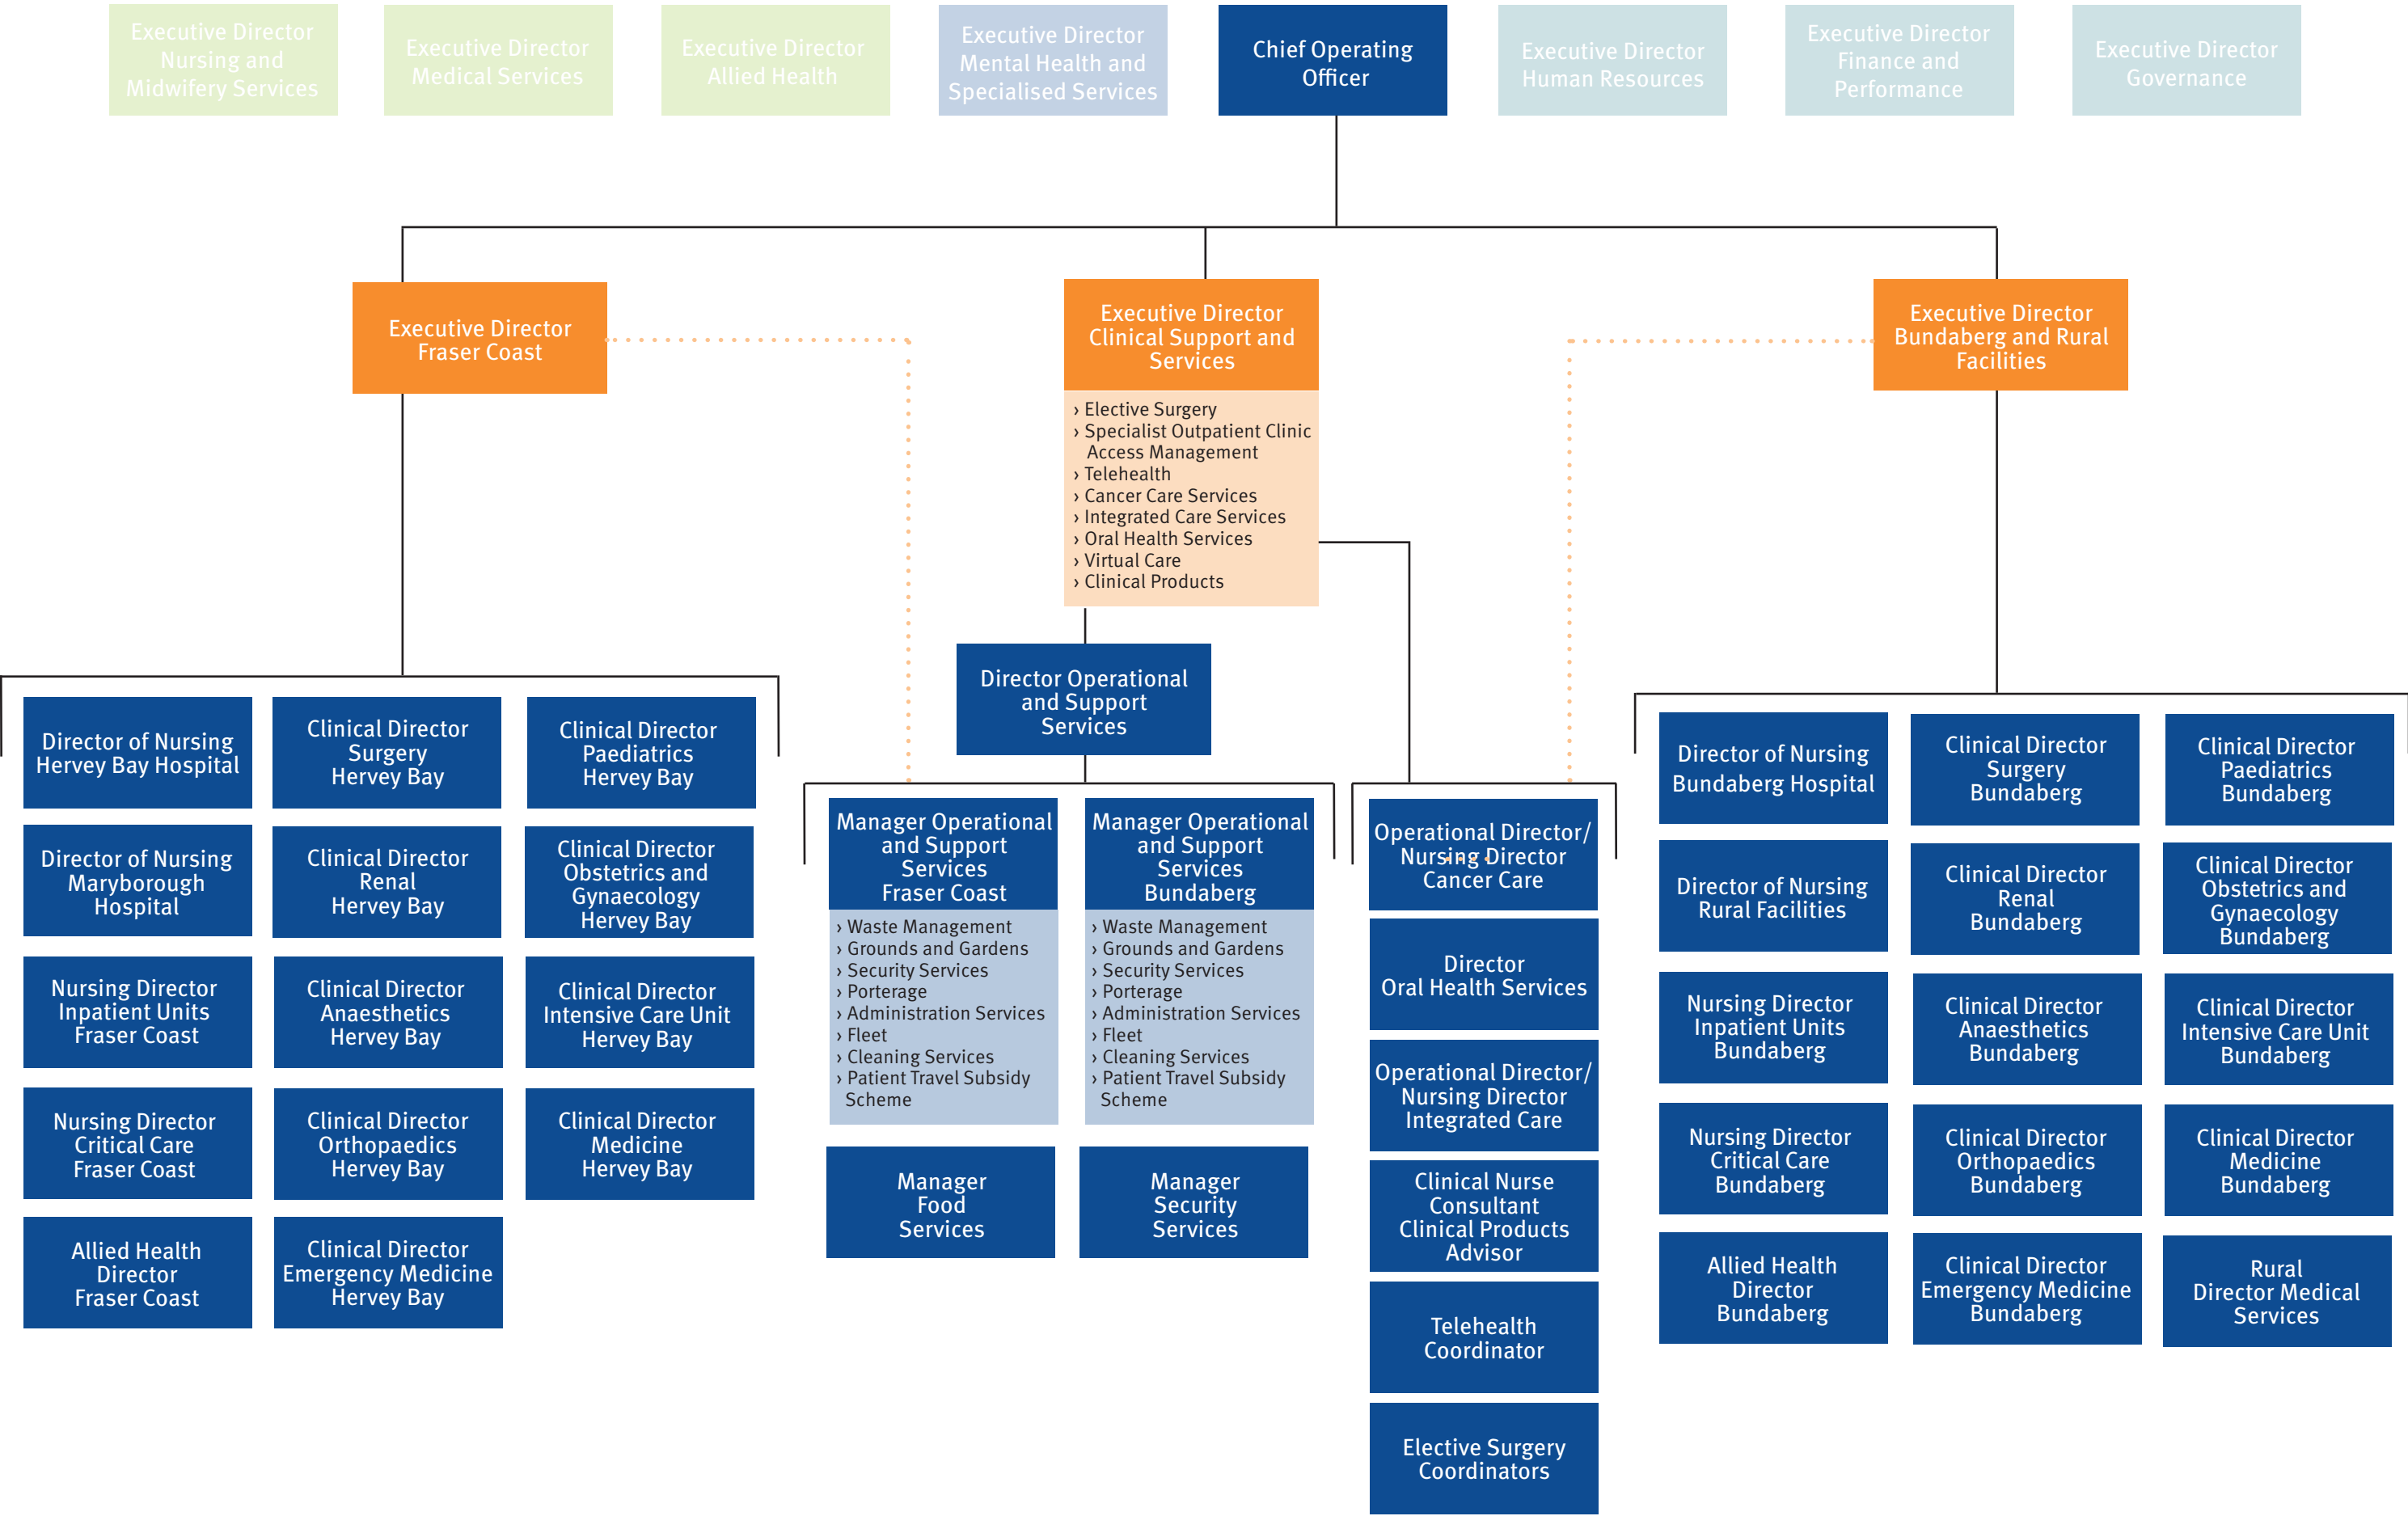 Executive Director
Nursing and
Midwifery Services
Executive Director
Medical Services
Executive Director
Allied Health
Executive Director
Mental Health and
Specialised Services
Chief Operating
Officer
Executive Director
Human Resources
Executive Director
Finance and
Performance
Executive Director
Governance
Executive Director
Fraser Coast
Executive Director
Clinical Support and
Services
› Elective Surgery
› Specialist Outpatient Clinic
Access Management
› Telehealth
› Cancer Care Services
› Integrated Care Services
› Oral Health Services
› Virtual Care
› Clinical Products
Executive Director
Bundaberg and Rural
Facilities
Director Operational
and Support
Services
Director of Nursing
Hervey Bay Hospital
Clinical Director
Surgery
Hervey Bay
Clinical Director
Paediatrics
Hervey Bay
Director of Nursing
Maryborough
Hospital
Clinical Director
Renal
Hervey Bay
Clinical Director
Obstetrics and
Gynaecology
Hervey Bay
Nursing Director
Inpatient Units
Fraser Coast
Clinical Director
Anaesthetics
Hervey Bay
Clinical Director
Intensive Care Unit
Hervey Bay
Nursing Director
Critical Care
Fraser Coast
Clinical Director
Orthopaedics
Hervey Bay
Clinical Director
Medicine
Hervey Bay
Allied Health
Director
Fraser Coast
Clinical Director
Emergency Medicine
Hervey Bay
Manager Operational
and Support
Services
Fraser Coast
› Waste Management
› Grounds and Gardens
› Security Services
› Porterage
› Administration Services
› Fleet
› Cleaning Services
› Patient Travel Subsidy
Scheme
Manager Operational
and Support
Services
Bundaberg
› Waste Management
› Grounds and Gardens
› Security Services
› Porterage
› Administration Services
› Fleet
› Cleaning Services
› Patient Travel Subsidy
Scheme
Manager
Food
Services
Manager
Security
Services
Operational Director/
Nursing Director
Cancer Care
Director
Oral Health Services
Operational Director/
Nursing Director
Integrated Care
Clinical Nurse
Consultant
Clinical Products
Advisor
Telehealth
Coordinator
Elective Surgery
Coordinators
Director of Nursing
Bundaberg Hospital
Clinical Director
Surgery
Bundaberg
Clinical Director
Paediatrics
Bundaberg
Director of Nursing
Rural Facilities
Clinical Director
Renal
Bundaberg
Clinical Director
Obstetrics and
Gynaecology
Bundaberg
Nursing Director
Inpatient Units
Bundaberg
Clinical Director
Anaesthetics
Bundaberg
Clinical Director
Intensive Care Unit
Bundaberg
Nursing Director
Critical Care
Bundaberg
Clinical Director
Orthopaedics
Bundaberg
Clinical Director
Medicine
Bundaberg
Allied Health
Director
Bundaberg
Clinical Director
Emergency Medicine
Bundaberg
Rural
Director Medical
Services